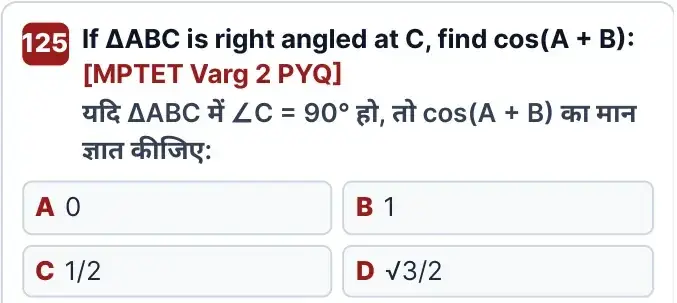 125 If ΔABC is right angled at C, find cos(A + B):
[MPTET Varg 2 PYQ]
यदि ΔABC में ∠C = 90° हो, तो cos(A + B) का मान
ज्ञात कीजिए:
A 0
B 1
C 1/2
D √3/2